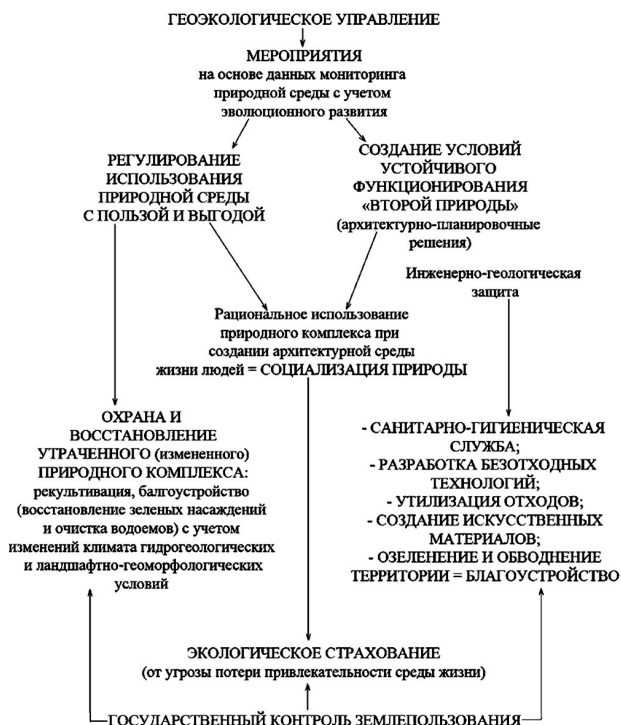 ГЕОЭКОЛОГИЧЕСКОЕ УПРАВЛЕНИЕ
МЕРОПРИЯТИЯ
на основе данных мониторинга
природной среды с учетом
эволюционного развития
РЕГУЛИРОВАНИЕ
ИСПОЛЬЗОВАНИЯ
ПРИРОДНОЙ СРЕДЫ
С ПОЛЬЗОЙ И ВЫГОДОЙ
СОЗДАНИЕ УСЛОВИЙ
УСТОЙЧИВОГО
ФУНКЦИОНИРОВАНИЯ
«ВТОРОЙ ПРИРОДЫ»
(архитектурно-планировочные
решения)
Инженерно-геологическая
защита
Рациональное использование
природного комплекса при
создании архитектурной среды
жизни людей = СОЦИАЛИЗАЦИЯ ПРИРОДЫ
ОХРАНА И
ВОССТАНОВЛЕНИЕ
УТРАЧЕННОГО (измененного)
ПРИРОДНОГО КОМПЛЕКСА:
рекультивация, балгоустройство
(восстановление зеленых насаждений
и очистка водоемов) с учетом
изменений климата гидрогеологических
и ландшафтно-геоморфологических
условий
- САНИТАРНО-ГИГИЕНИЧЕСКАЯ
СЛУЖБА;
- РАЗРАБОТКА БЕЗОТХОДНЫХ
ТЕХНОЛОГИЙ;
- УТИЛИЗАЦИЯ ОТХОДОВ;
- СОЗДАНИЕ ИСКУССТВЕННЫХ
МАТЕРИАЛОВ;
- ОЗЕЛЕНЕНИЕ И ОБВОДНЕНИЕ
ТЕРРИТОРИИ = БЛАГОУСТРОЙСТВО
ЭКОЛОГИЧЕСКОЕ СТРАХОВАНИЕ
(от угрозы потери привлекательности среды жизни)
ГОСУДАРСТВЕННЫЙ КОНТРОЛЬ ЗЕМЛЕПОЛЬЗОВАНИЯ